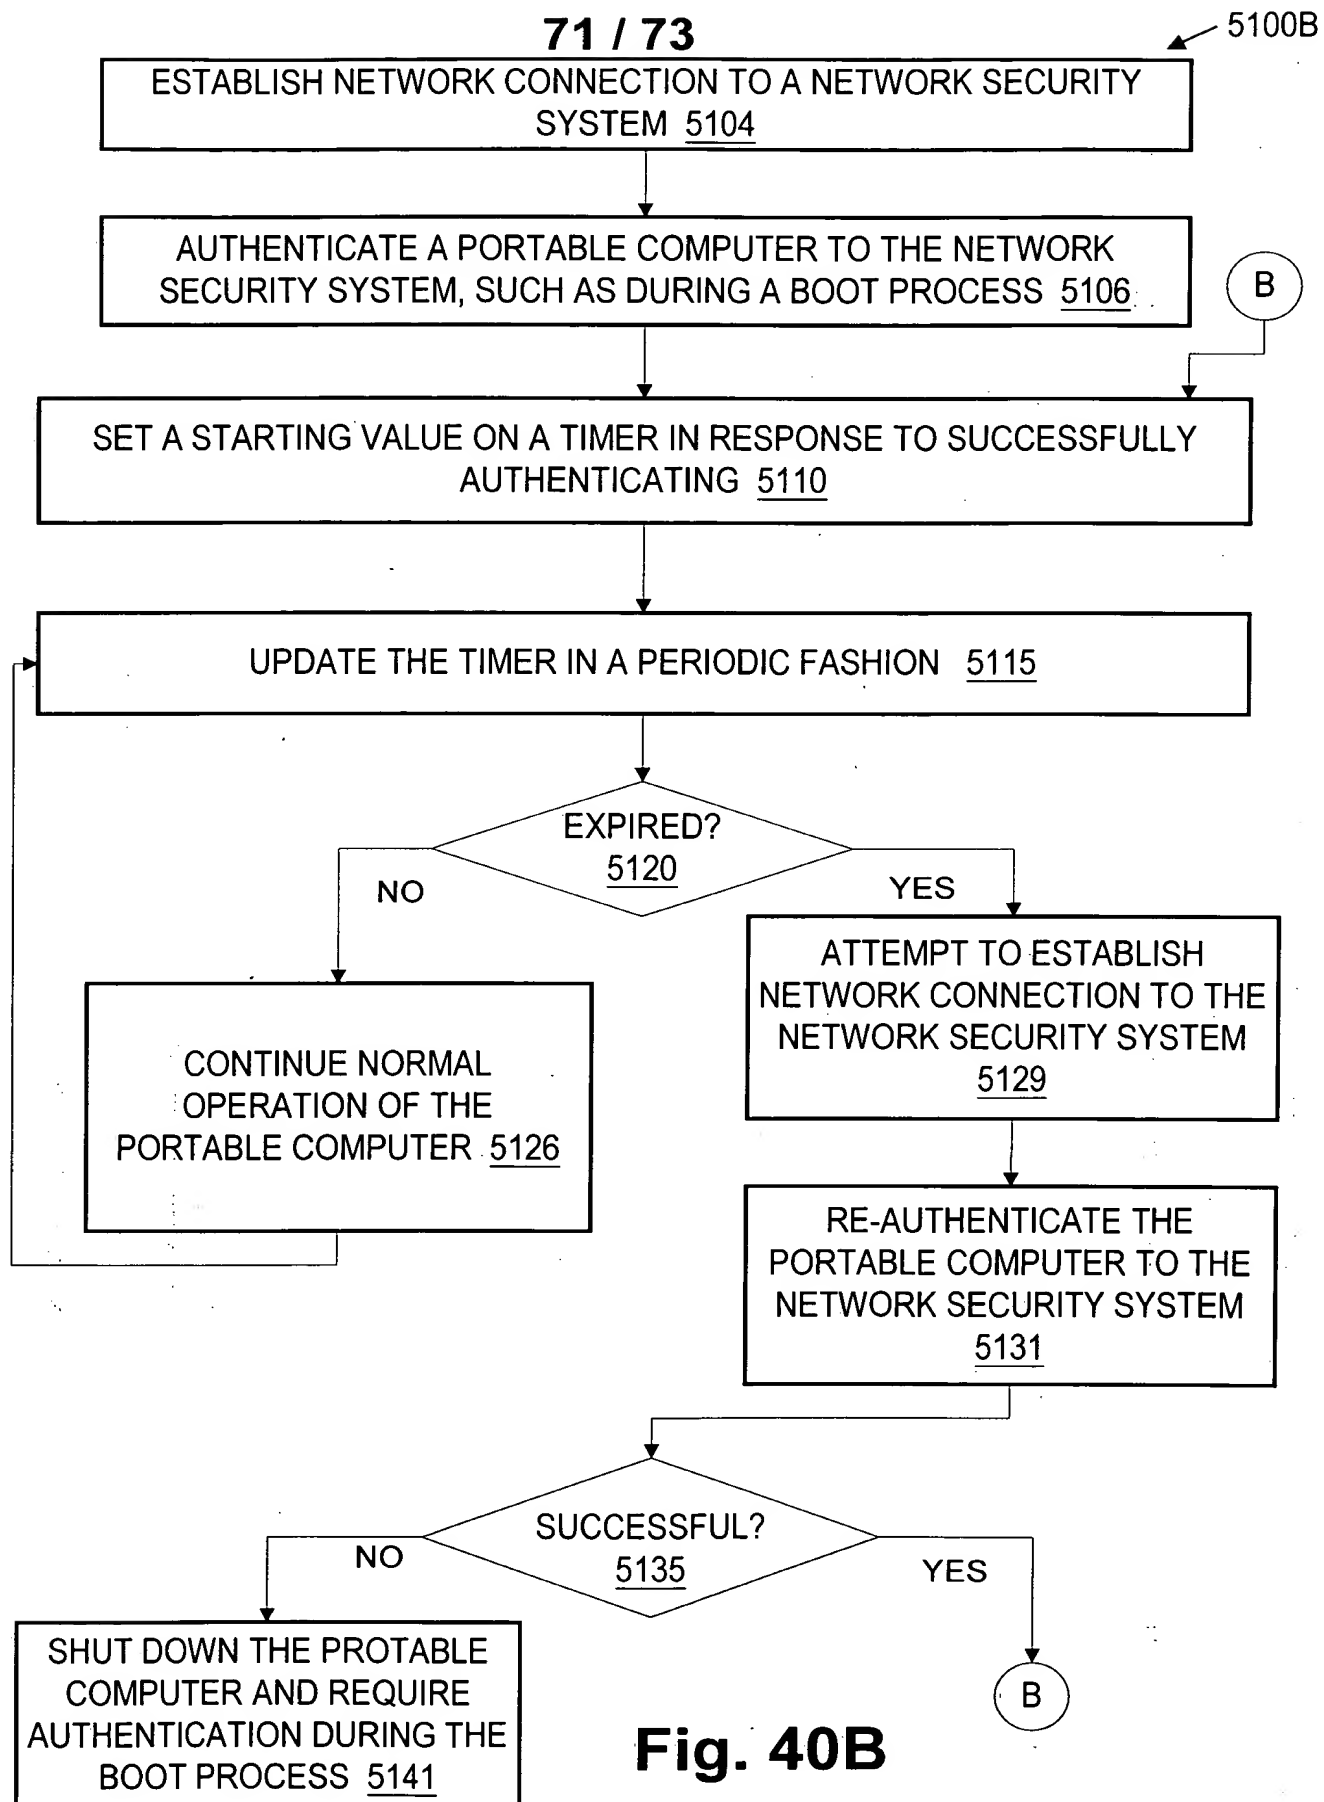 71 / 73
5100B
ESTABLISH NETWORK CONNECTION TO A NETWORK SECURITY
SYSTEM 5104
AUTHENTICATE A PORTABLE COMPUTER TO THE NETWORK
SECURITY SYSTEM, SUCH AS DURING A BOOT PROCESS 5106
B
SET A STARTING VALUE ON A TIMER IN RESPONSE TO SUCCESSFULLY
AUTHENTICATING 5110
UPDATE THE TIMER IN A PERIODIC FASHION 5115
EXPIRED?
5120
NO
YES
ATTEMPT TO ESTABLISH
NETWORK CONNECTION TO THE
NETWORK SECURITY SYSTEM
5129
CONTINUE NORMAL
OPERATION OF THE
PORTABLE COMPUTER 5126
RE-AUTHENTICATE THE
PORTABLE COMPUTER TO THE
NETWORK SECURITY SYSTEM
5131
SUCCESSFUL?
5135
NO
YES
SHUT DOWN THE PROTABLE
COMPUTER AND REQUIRE
AUTHENTICATION DURING THE
BOOT PROCESS 5141
B
Fig. 40B